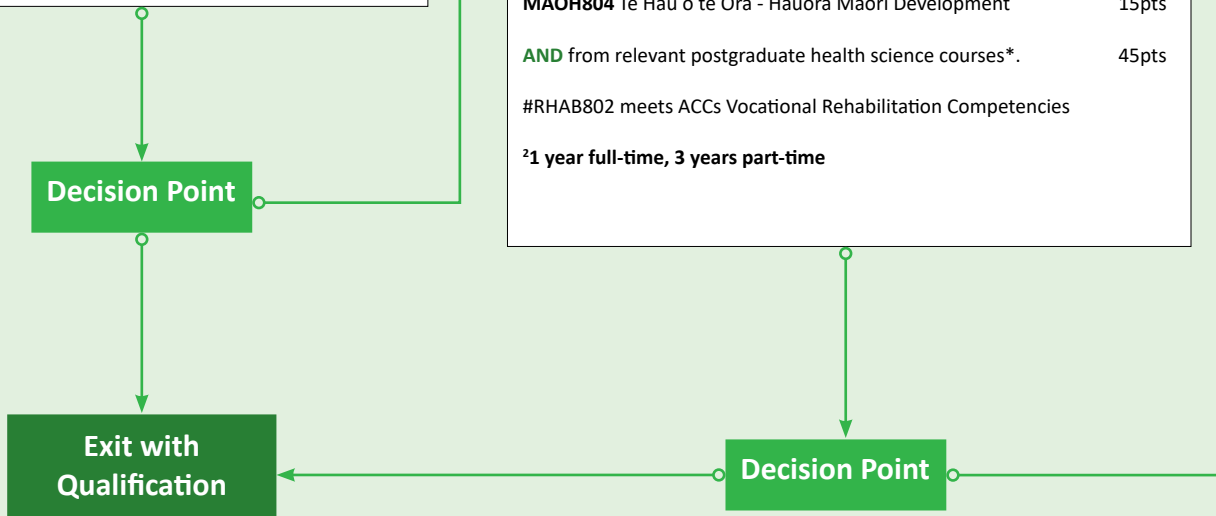 MAOH804 Te Hau o te Ora - Hauora Māori Development 15pts
AND from relevant postgraduate health science courses*. 45pts
#RHAB802 meets ACCs Vocational Rehabilitation Competencies
²1 year full-time, 3 years part-time
Decision Point
Exit with
Qualification
Decision Point